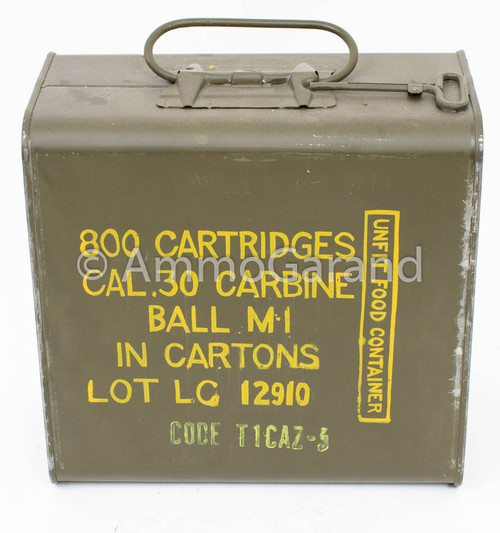 800 CARTRIDGES
CAL .30 CARBINE
BALL M-1
IN CARTONS
LOT LC 12910
CODE T1CAZ-5
UNFIT FOOD CONTAINER
© AmmoGarand